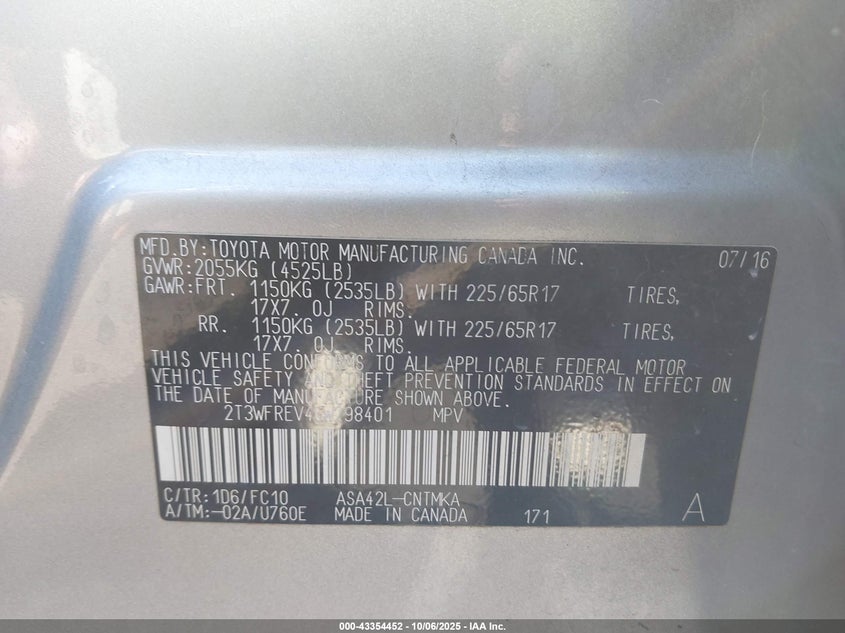 MFD.BY:TOYOTA MOTOR MANUFACTURING CANADA INC. 07/16
GVWR:2055KG (4525LB)
GAWR:FRT. 1150KG (2535LB) WITH 225/65R17 TIRES,
17X7.0J RIMS.
RR. 1150KG (2535LB) WITH 225/65R17 TIRES,
17X7.0J RIMS.
THIS VEHICLE CONFORMS TO ALL APPLICABLE FEDERAL MOTOR
VEHICLE SAFETY AND THEFT PREVENTION STANDARDS IN EFFECT ON
THE DATE OF MANUFACTURE SHOWN ABOVE.
MPV
C/TR:1D6/FC10 ASA42L-CNTMKA
A/TM:-02A/U760E MADE IN CANADA 171 A
000-43354452 - 10/06/2025 - IAA Inc.